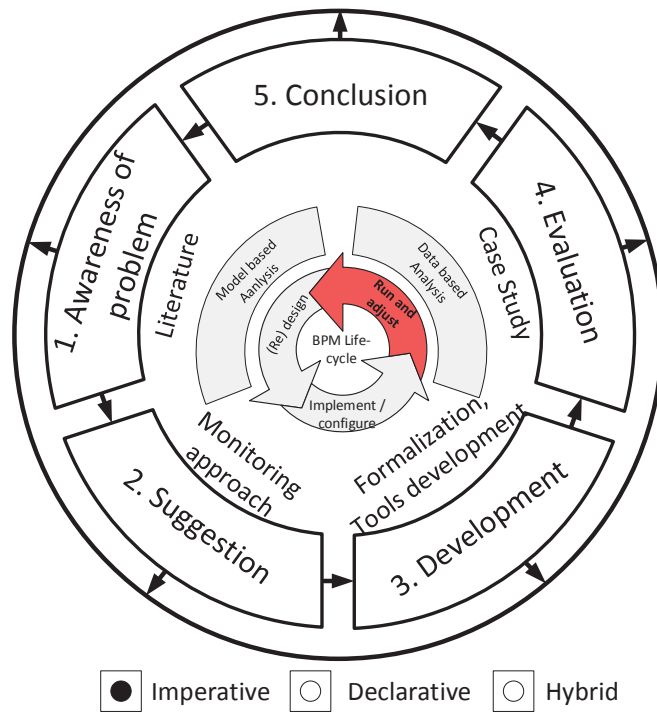 5. Conclusion
1. Awareness of
problem
Literature
4. Evaluation
Case Study
Model based
Aanlysis
Data based
Analysis
Run and
adjust
(Re) design
BPM Life-
cycle
Implement /
configure
Monitoring
approach
2. Suggestion
Formalization,
Tools development
3. Development
Imperative
Declarative
Hybrid